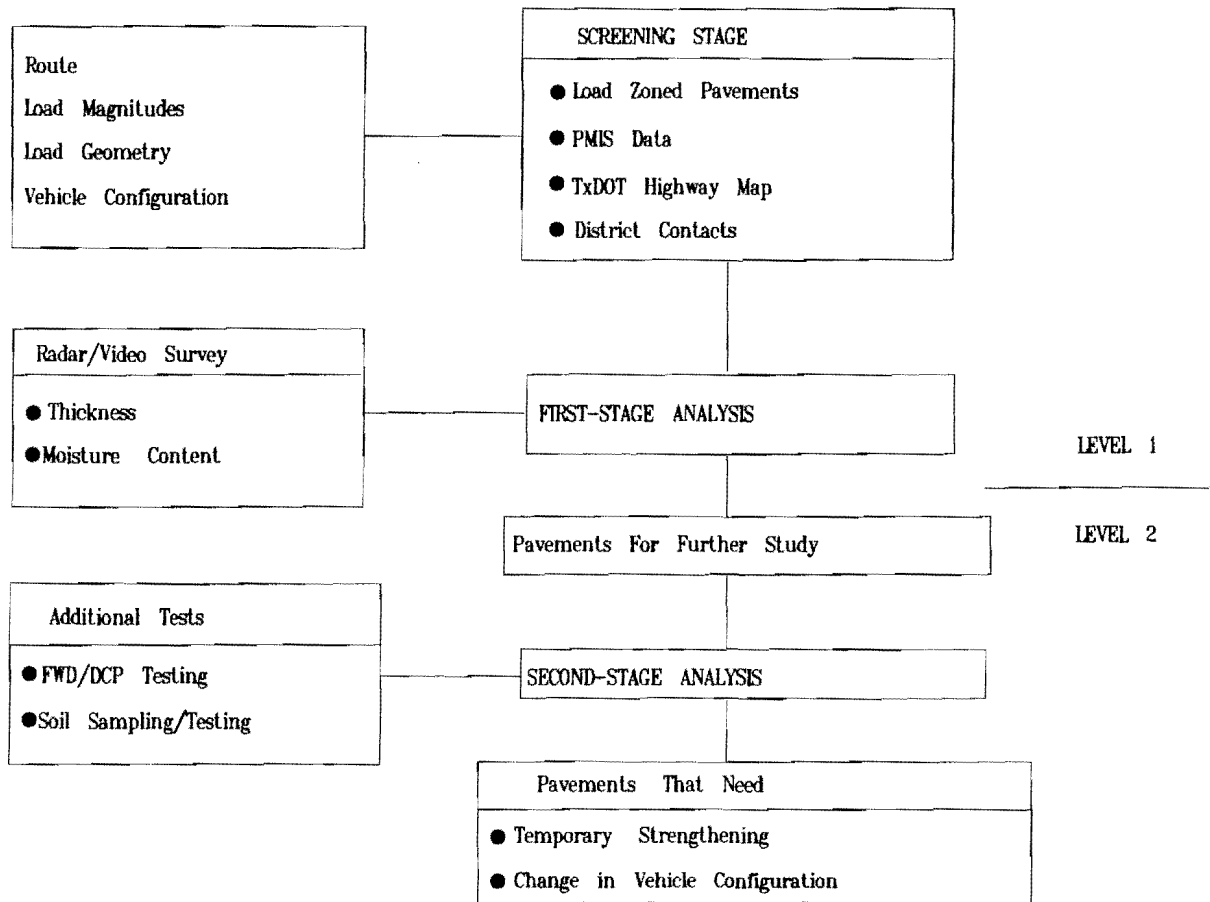 Route
Load Magnitudes
Load Geometry
Vehicle Configuration
SCREENING STAGE
● Load Zoned Pavements
● PMIS Data
● TxDOT Highway Map
● District Contacts
Radar/Video Survey
● Thickness
● Moisture Content
FIRST-STAGE ANALYSIS
LEVEL 1
LEVEL 2
Pavements For Further Study
Additional Tests
● FWD/DCP Testing
● Soil Sampling/Testing
SECOND-STAGE ANALYSIS
Pavements That Need
● Temporary Strengthening
● Change in Vehicle Configuration